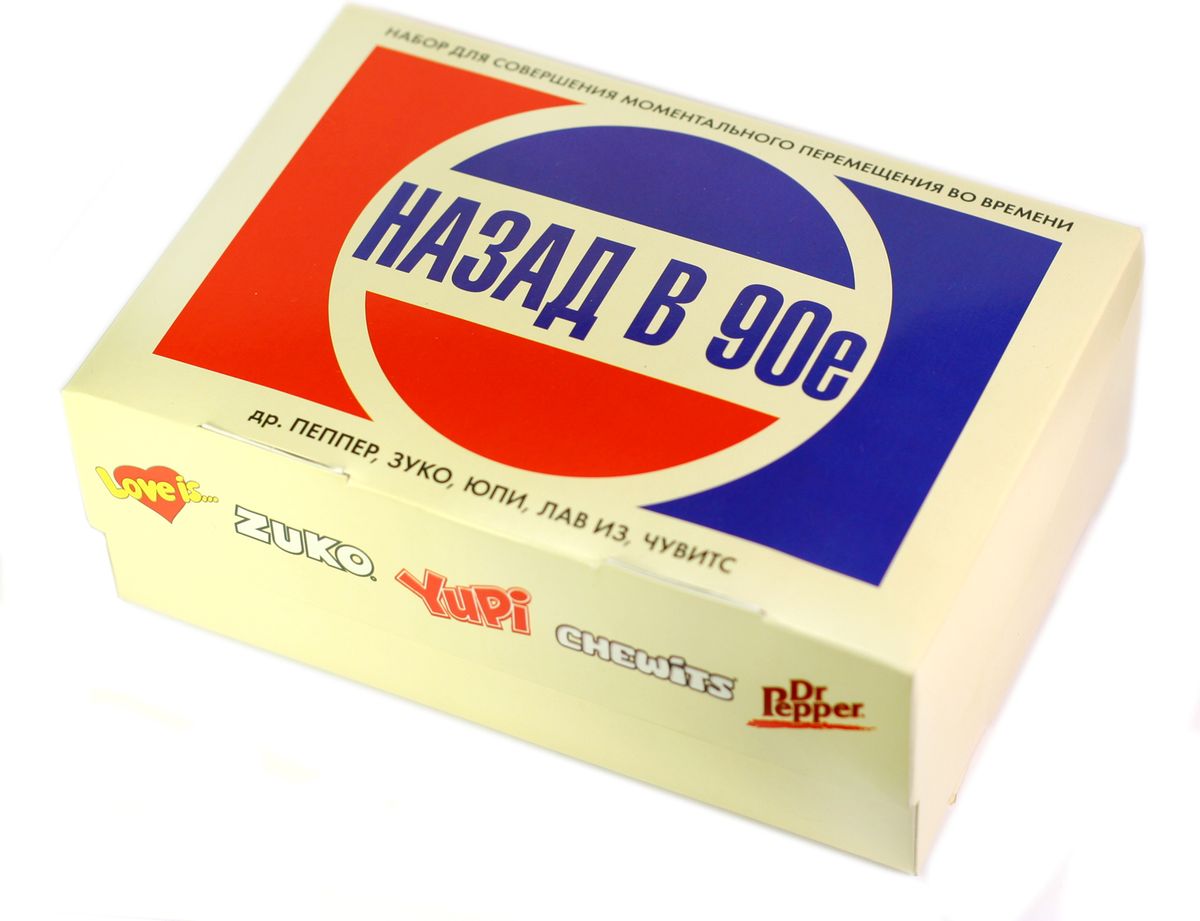 НАБОР ДЛЯ СОВЕРШЕНИЯ МОМЕНТАЛЬНОГО ПЕРЕМЕЩЕНИЯ ВО ВРЕМЕНИ
НАЗАД В 90е
ДР. ПЕППЕР, ЗУКО, ЮПИ, ЛАВ ИЗ, ЧУВИТС
Love is...
ZUKO
YUPi
CHEWiTS
Dr
Pepper